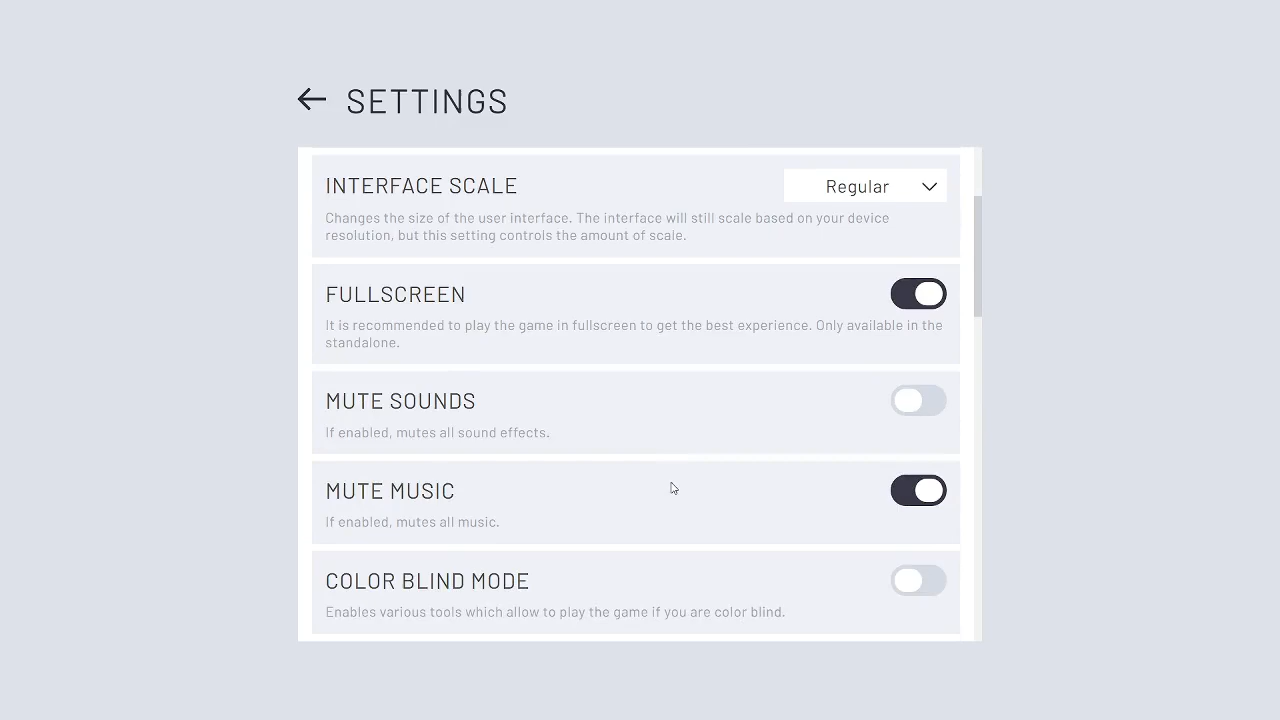 SETTINGS
INTERFACE SCALE
Regular
Changes the size of the user interface. The interface will still scale based on your device
resolution, but this setting controls the amount of scale.
FULLSCREEN
It is recommended to play the game in fullscreen to get the best experience. Only available in the
standalone.
MUTE SOUNDS
If enabled, mutes all sound effects.
MUTE MUSIC
If enabled, mutes all music.
COLOR BLIND MODE
Enables various tools which allow to play the game if you are color blind.